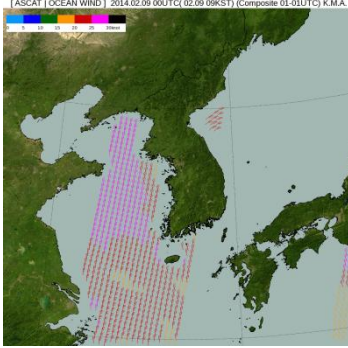 [ ASCAT | OCEAN WIND ] 2014.02.09 00UTC( 02.09 09KST) (Composite 01-01UTC) K.M.A.
0 5 10 15 20 25 30m/s